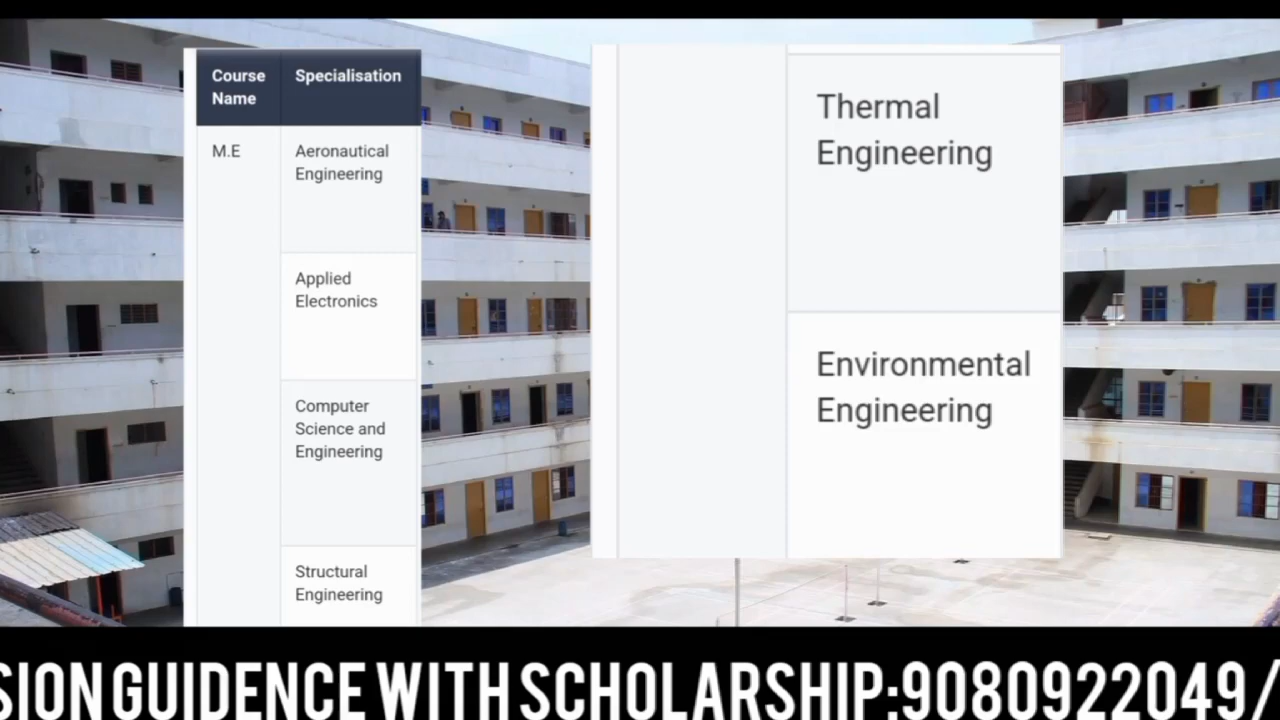 Course
Name
Specialisation
M.E
Aeronautical
Engineering
Applied
Electronics
Computer
Science and
Engineering
Structural
Engineering
Thermal
Engineering
Environmental
Engineering
SION GUIDENCE WITH SCHOLARSHIP:9080922049/